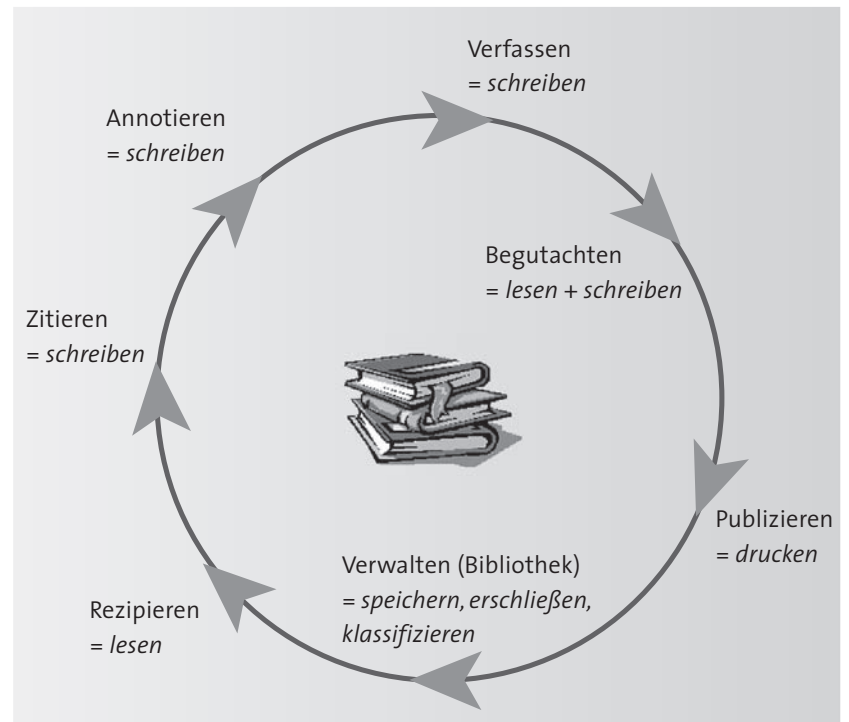 Verfassen
= schreiben
Annotieren
= schreiben
Begutachten
= lesen + schreiben
Zitieren
= schreiben
Publizieren
= drucken
Verwalten (Bibliothek)
= speichern, erschließen,
klassifizieren
Rezipieren
= lesen